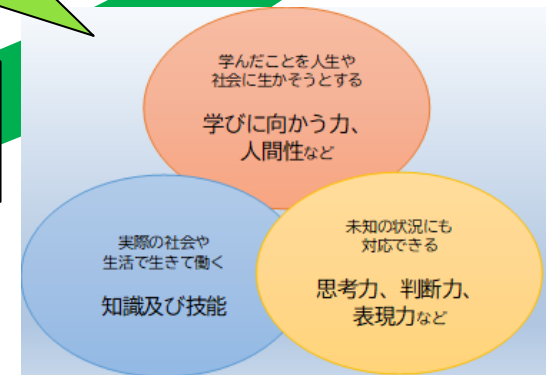 学んだことを人生や
社会に生かそうとする
学びに向かう力、
人間性など
実際の社会や
生活で生きて働く
知識及び技能
未知の状況にも
対応できる
思考力、判断力、
表現力など